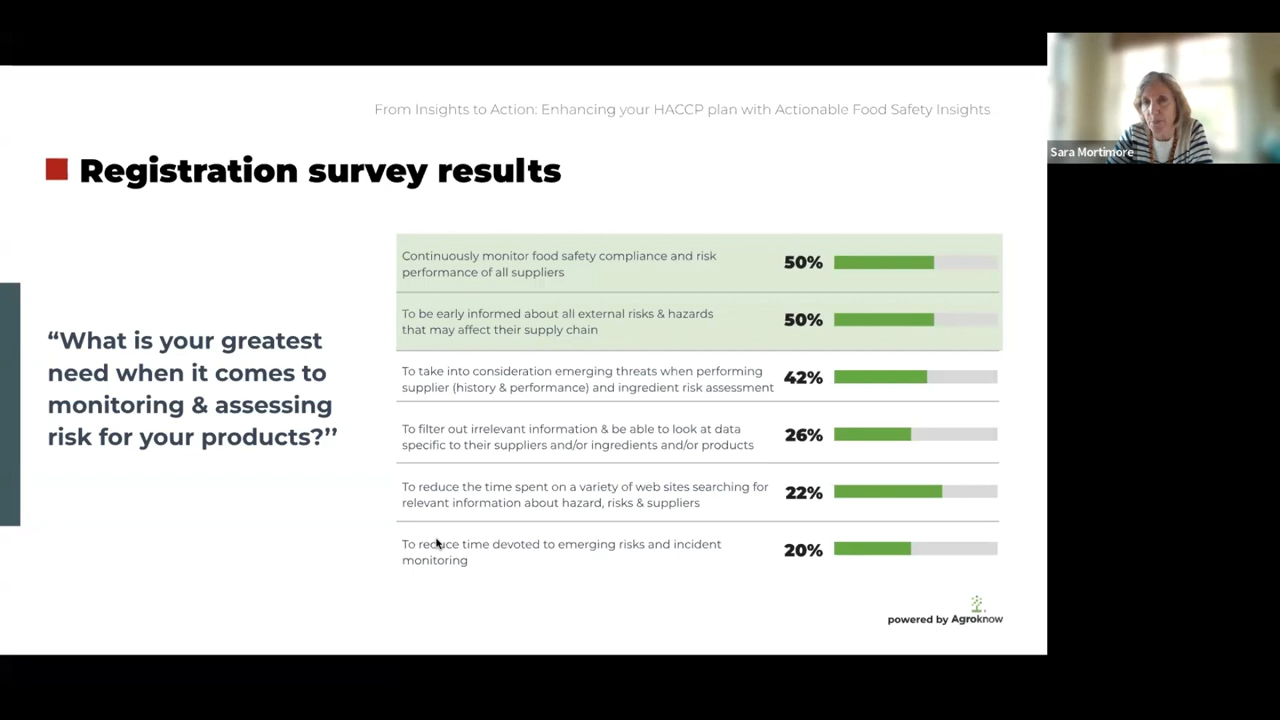 From Insights to Action: Enhancing your HACCP plan with Actionable Food Safety Insights
Sara Mortimore
Registration survey results
“What is your greatest
need when it comes to
monitoring & assessing
risk for your products?’’
Continuously monitor food safety compliance and risk
performance of all suppliers
50%
To be early informed about all external risks & hazards
that may affect their supply chain
50%
To take into consideration emerging threats when performing
supplier (history & performance) and ingredient risk assessment
42%
To filter out irrelevant information & be able to look at data
specific to their suppliers and/or ingredients and/or products
26%
To reduce the time spent on a variety of web sites searching for
relevant information about hazard, risks & suppliers
22%
To reduce time devoted to emerging risks and incident
monitoring
20%
powered by Agroknow